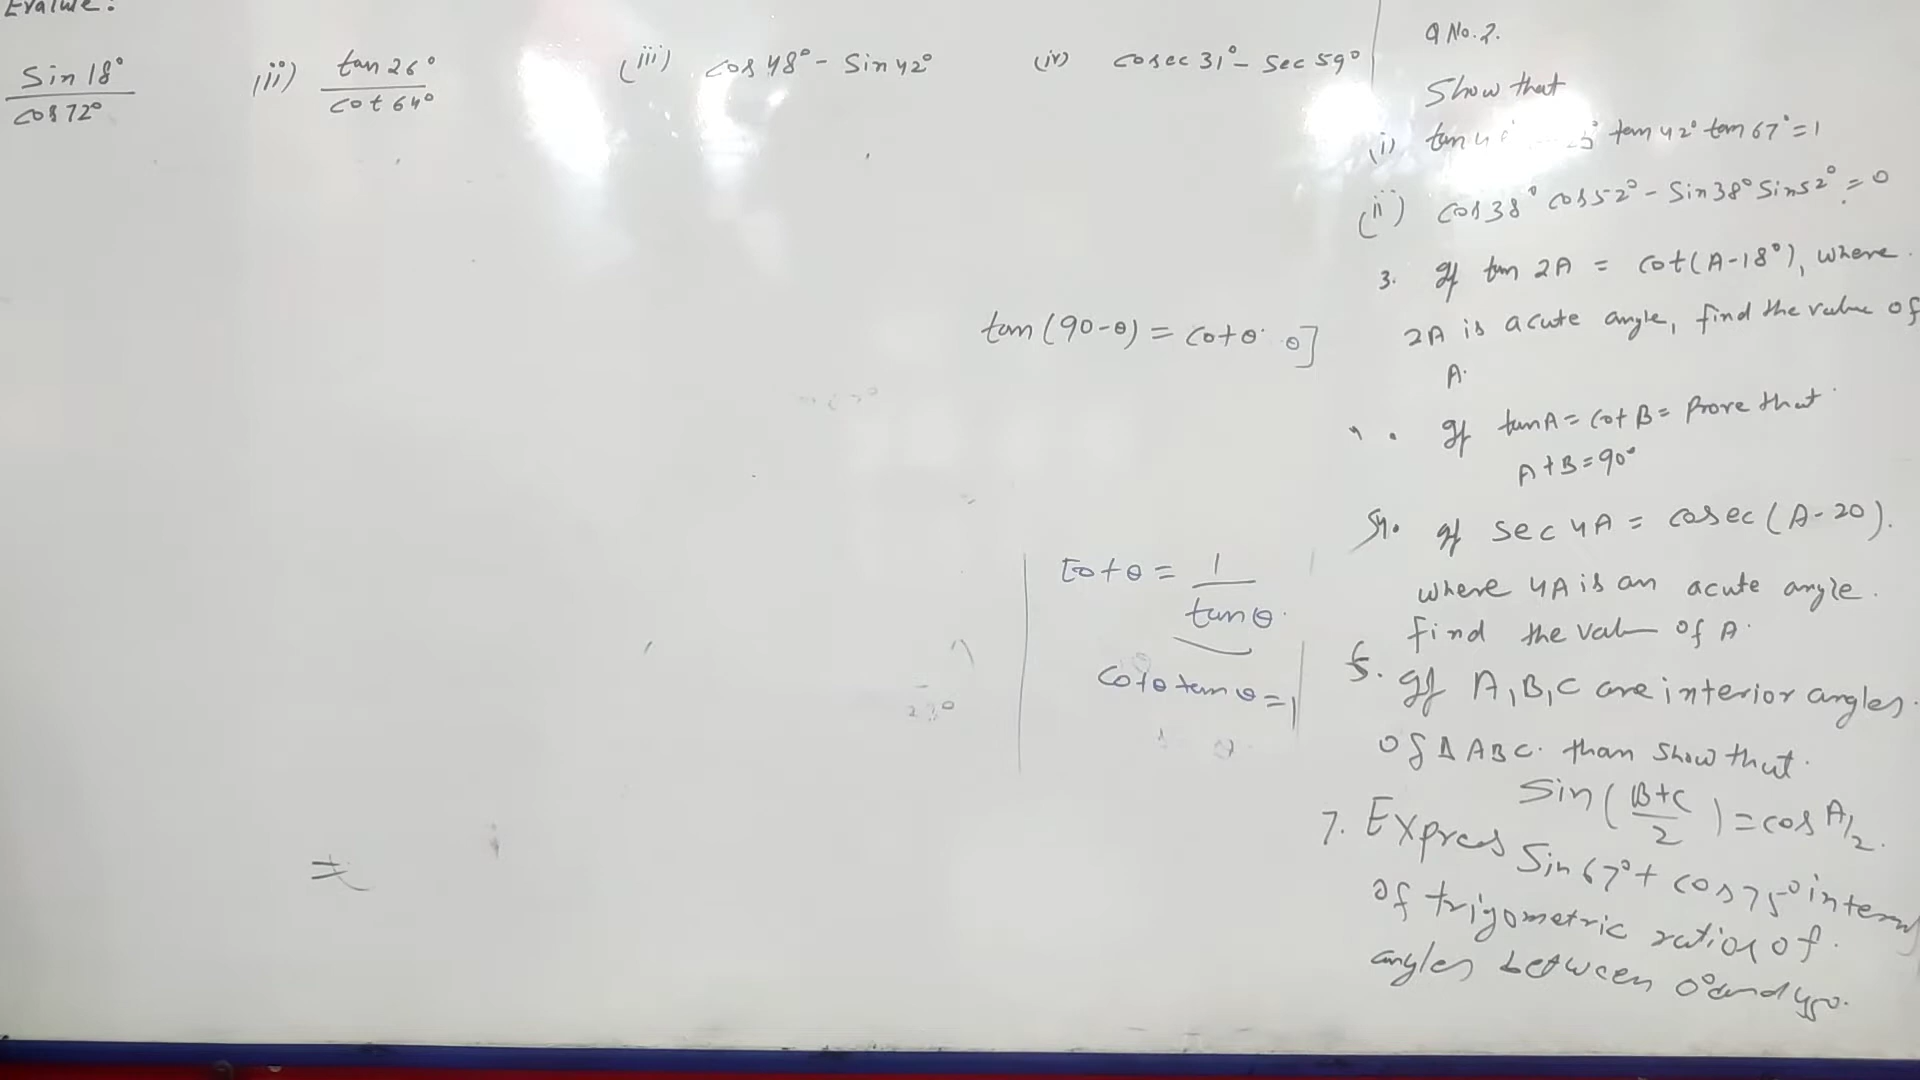 Evalute:
Sin 18°
cos 72°
(ii) tan 26°
cot 64°
(iii) cos 48° - Sin 42°
(iv) cosec 31° - sec 59°
Q No. 2.
Show that
(i) tan 4 tan 42° tan 67° = 1
(ii) cos 38° cos 52° - Sin 38° Sin 52° = 0
3. If tan 2A = cot(A-18°), where
2A is acute angle, find the value of
A.
If tan A = cot B = Prove that
A+B = 90°
5. If sec 4A = cosec (A-20).
where 4A is an acute angle.
find the value of A.
If A, B, C are interior angles.
of Δ ABC. than show that.
Sin (B+C/2) = cos A/2.
7. Expres Sin 67° + cos 75° in term
of trigometric ratios of.
angles between 0° and 45°.
tan (90-θ) = cot θ θ]
Cot θ = 1
tan θ.
Cot θ tan θ = 1
=